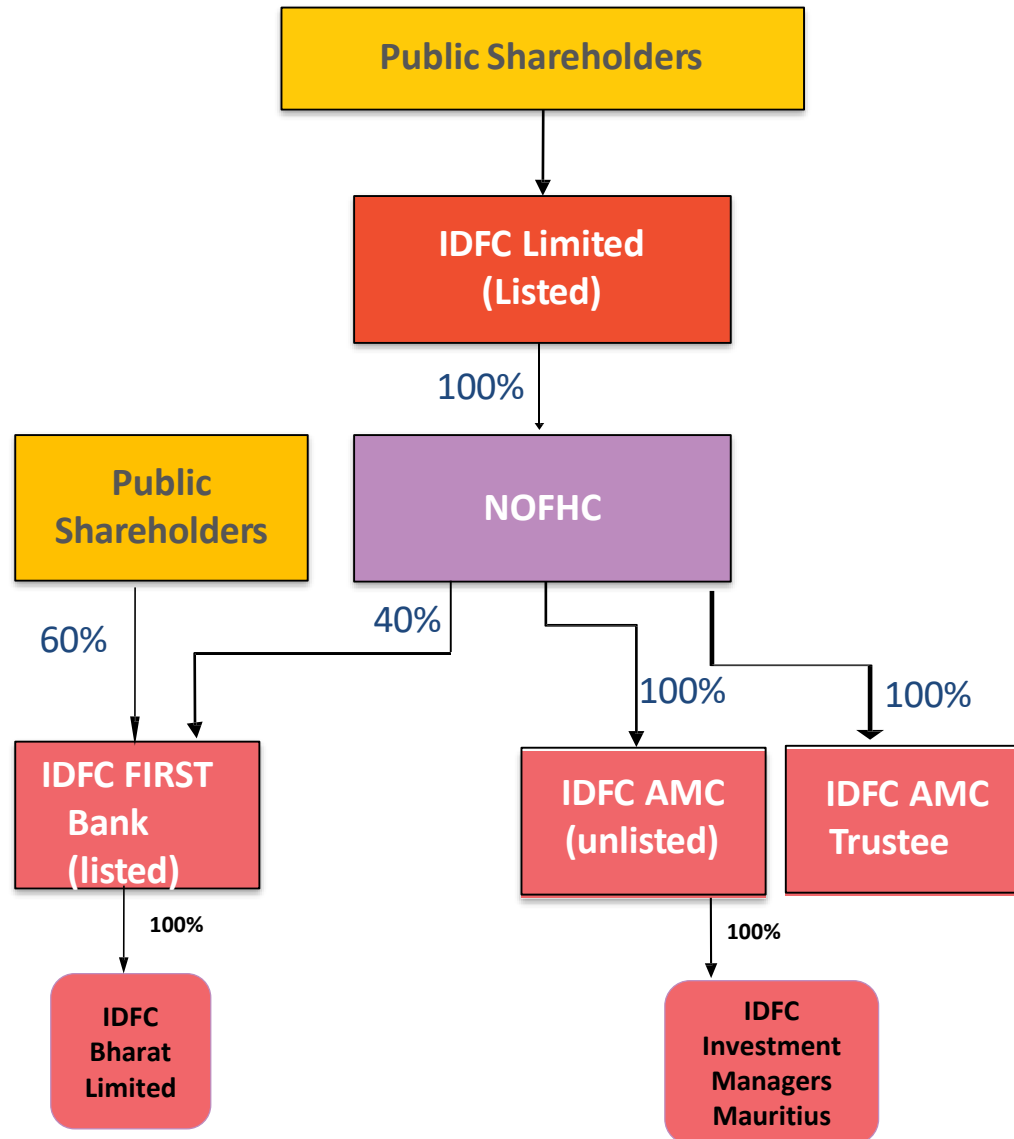 Public Shareholders
IDFC Limited
(Listed)
100%
Public
Shareholders
NOFHC
60%
40%
100%
100%
IDFC FIRST
Bank
(listed)
IDFC AMC
(unlisted)
IDFC AMC
Trustee
100%
100%
IDFC
Bharat
Limited
IDFC
Investment
Managers
Mauritius